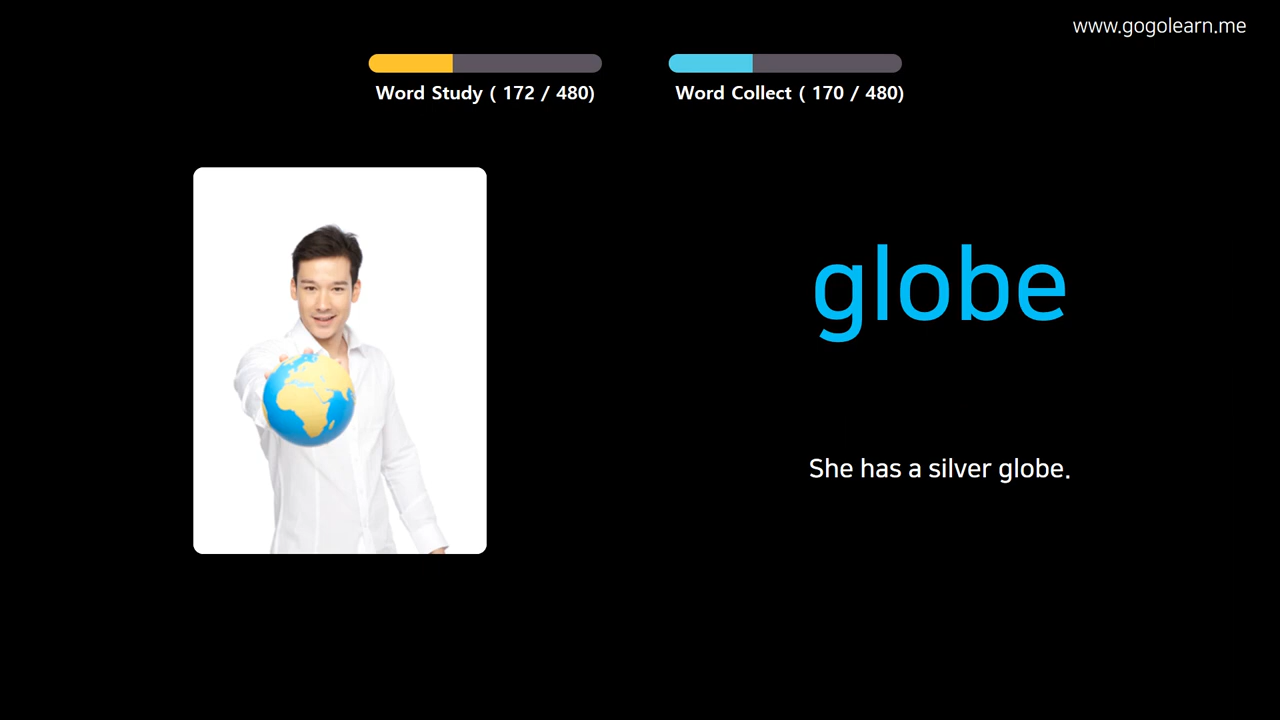 www.gogolearn.me
Word Study ( 172 / 480)
Word Collect ( 170 / 480)
globe
She has a silver globe.